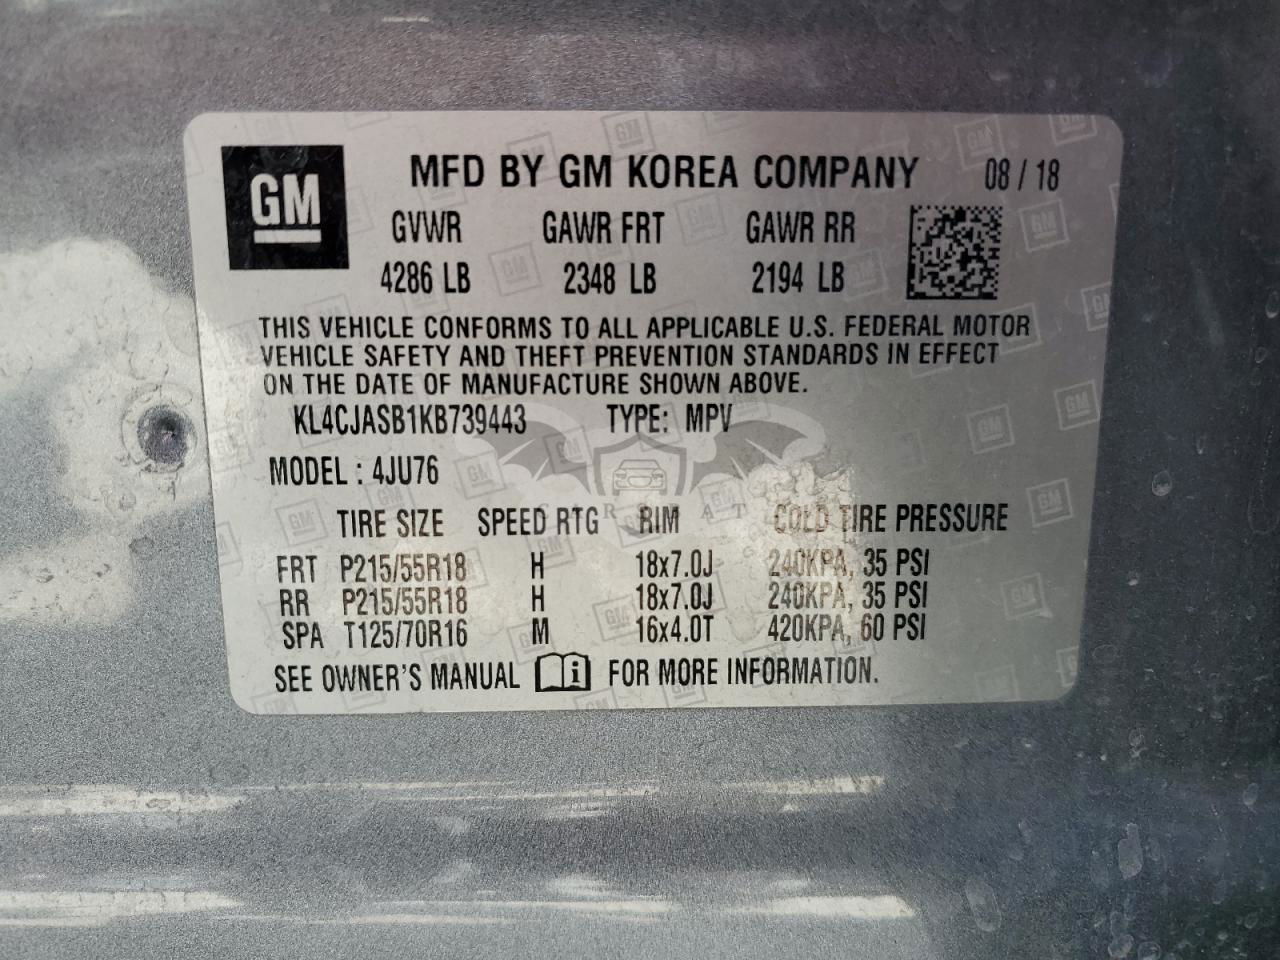 GM MFD BY GM KOREA COMPANY 08 / 18
GVWR GAWR FRT GAWR RR
4286 LB 2348 LB 2194 LB
THIS VEHICLE CONFORMS TO ALL APPLICABLE U.S. FEDERAL MOTOR
VEHICLE SAFETY AND THEFT PREVENTION STANDARDS IN EFFECT
ON THE DATE OF MANUFACTURE SHOWN ABOVE.
KL4CJASB1KB739443 TYPE: MPV
MODEL : 4JU76
TIRE SIZE SPEED RTG RIM COLD TIRE PRESSURE
FRT P215/55R18 H 18x7.0J 240KPA, 35 PSI
RR P215/55R18 H 18x7.0J 240KPA, 35 PSI
SPA T125/70R16 M 16x4.0T 420KPA, 60 PSI
SEE OWNER'S MANUAL i FOR MORE INFORMATION.